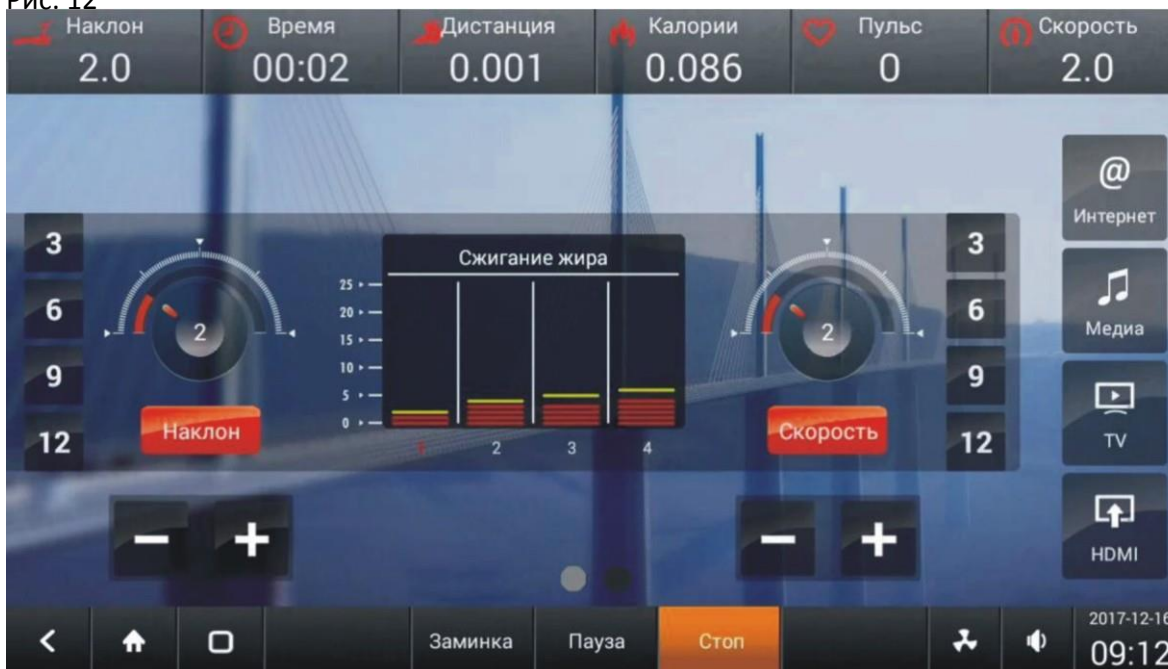 Рис. 12
Наклон Время Дистанция Калории Пульс Скорость
2.0 00:02 0.001 0.086 0 2.0
@
Интернет
Медиа
TV
HDMI
3
6
9
12
2
Наклон
Сжигание жира
25
20
15
10
5
0
1 2 3 4
2
Скорость
3
6
9
12
Заминка Пауза Стоп
2017-12-16
09:12